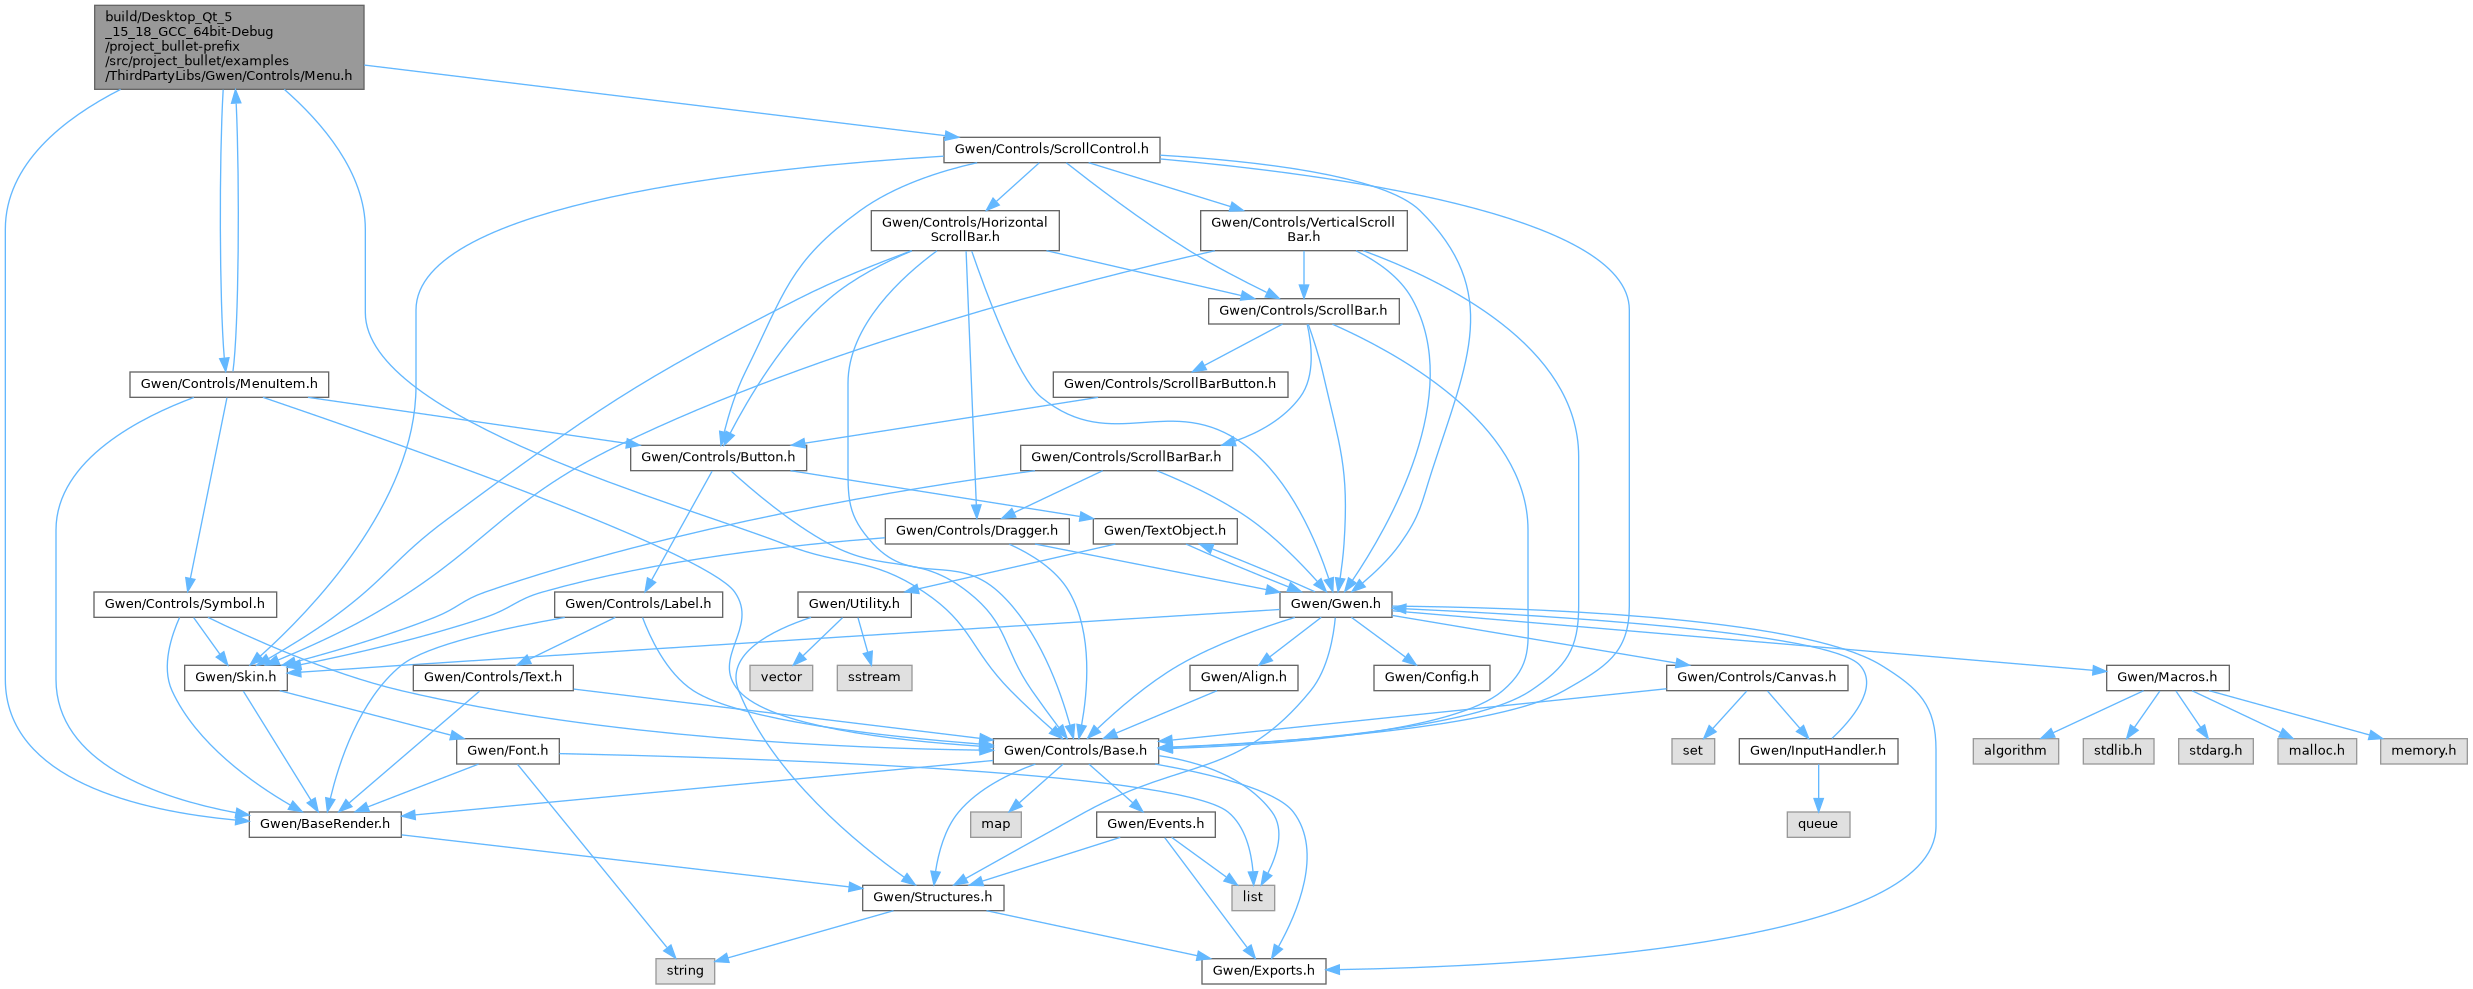 build/Desktop_Qt_5
_15_18_GCC_64bit-Debug
/project_bullet-prefix
/src/project_bullet/examples
/ThirdPartyLibs/Gwen/Controls/Menu.h
Gwen/Controls/ScrollControl.h
Gwen/Controls/Horizontal
ScrollBar.h
Gwen/Controls/VerticalScroll
Bar.h
Gwen/Controls/ScrollBar.h
Gwen/Controls/MenuItem.h
Gwen/Controls/ScrollBarButton.h
Gwen/Controls/Button.h
Gwen/Controls/ScrollBarBar.h
Gwen/Controls/Dragger.h
Gwen/TextObject.h
Gwen/Controls/Symbol.h
Gwen/Controls/Label.h
Gwen/Utility.h
Gwen/Gwen.h
Gwen/Skin.h
Gwen/Controls/Text.h
vector
sstream
Gwen/Align.h
Gwen/Config.h
Gwen/Controls/Canvas.h
Gwen/Macros.h
Gwen/Font.h
Gwen/Controls/Base.h
set
Gwen/InputHandler.h
algorithm
stdlib.h
stdarg.h
malloc.h
memory.h
Gwen/BaseRender.h
map
Gwen/Events.h
queue
Gwen/Structures.h
list
string
Gwen/Exports.h